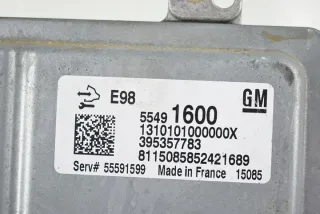 E98
GM
5549 1600
1310101000000X
395357783
8115085852421689
Serv# 55591599 Made in France 15085